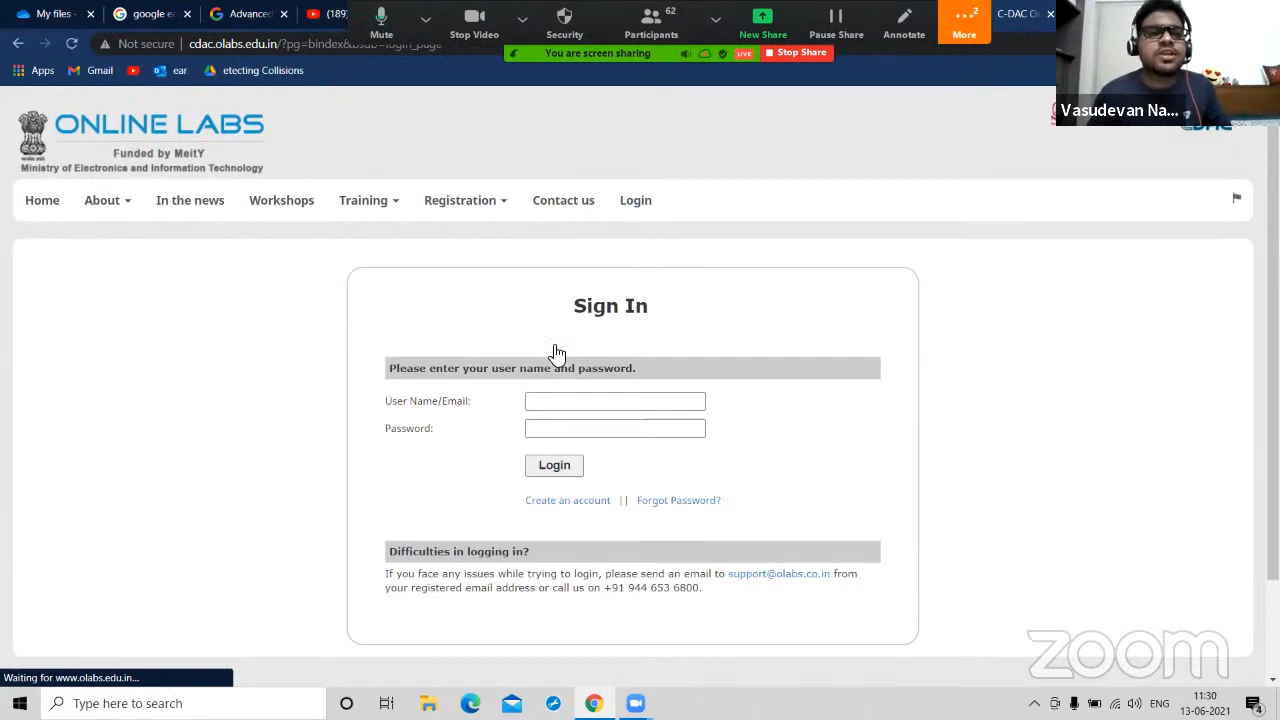 My files -
google ec
Advanced
(189)
C-DAC O
Mute
Stop Video
Security
62
Participants
New Share
Pause Share
Annotate
2
More
You are screen sharing
LIVE
Stop Share
Not secure
cdac.olabs.edu.in/?pg=bindex&bsub=login_page
Apps
Gmail
ear
etecting Collisions
Vasudevan Na...
ONLINE LABS
Funded by MeitY
Ministry of Electronics and Information Technology
Home
About
In the news
Workshops
Training
Registration
Contact us
Login
Sign In
Please enter your user name and password.
User Name/Email:
Password:
Login
Create an account || Forgot Password?
Difficulties in logging in?
If you face any issues while trying to login, please send an email to support@olabs.co.in from
your registered email address or call us on +91 944 653 6800.
zoom
Waiting for www.olabs.edu.in...
Type here to search
ENG
11:30
13-06-2021
4